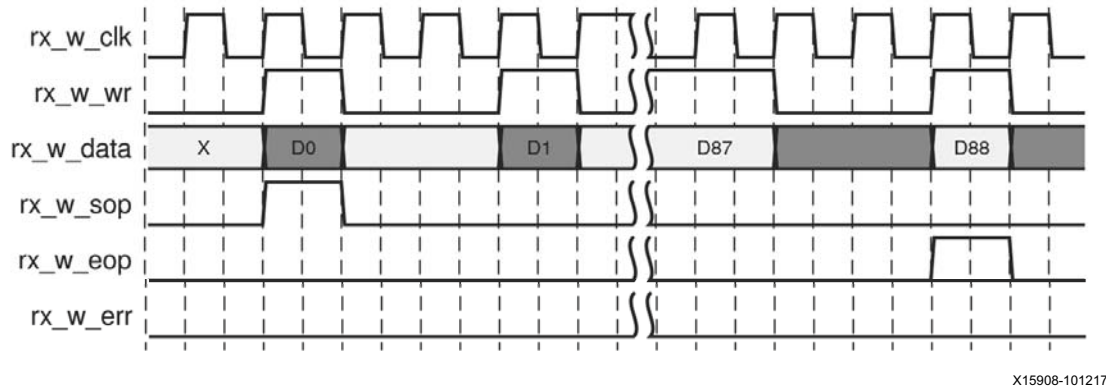 rx_w_clk
rx_w_wr
rx_w_data X D0 D1 D87 D88
rx_w_sop
rx_w_eop
rx_w_err
X15908-101217